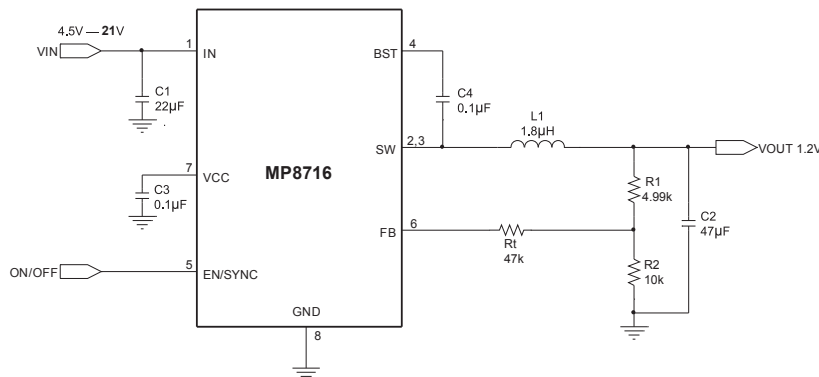 4.5V — 21V
VIN
1
IN
C1
22µF
BST
4
C4
0.1µF
L1
1.8µH
SW
2,3
VOUT 1.2V
7
VCC
MP8716
C3
0.1µF
R1
4.99k
C2
47µF
FB
6
Rt
47k
R2
10k
ON/OFF
5
EN/SYNC
GND
8